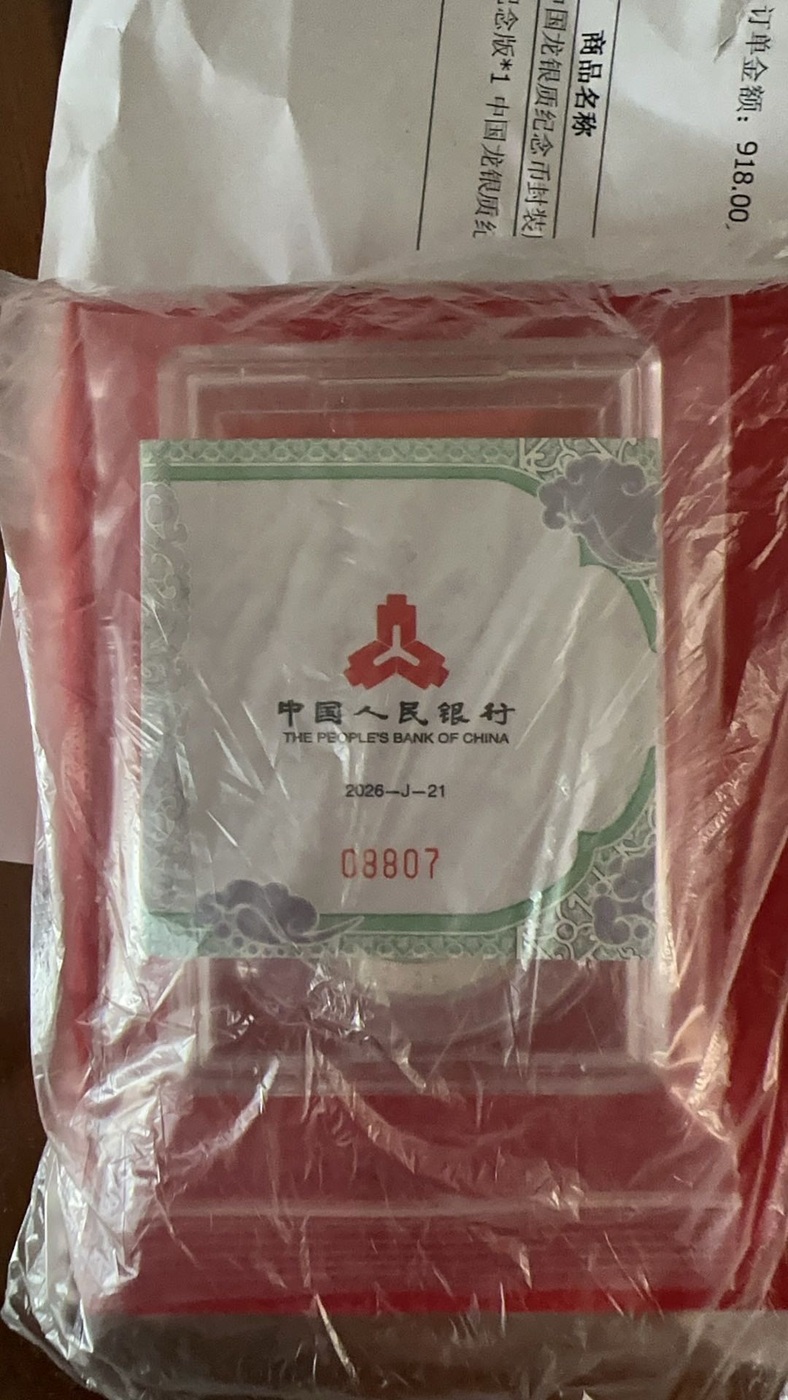 订单金额: 918.00
商品名称
中国龙银质纪念币封装
念版*1 中国龙银质纪
中国人民银行
THE PEOPLE'S BANK OF CHINA
2026—J—21
03807